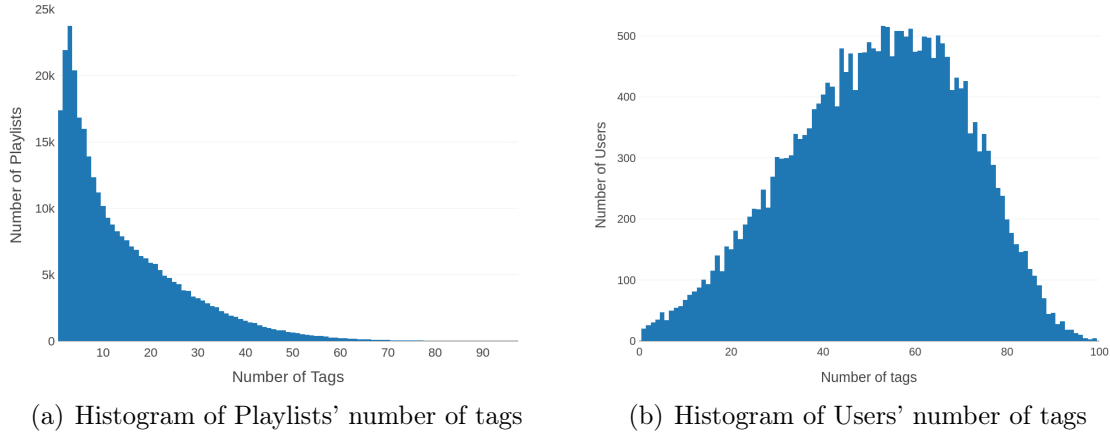 25k
20k
15k
10k
5k
0
Number of Playlists
10 20 30 40 50 60 70 80 90
Number of Tags
(a) Histogram of Playlists' number of tags
500
400
300
200
100
0
Number of Users
0 20 40 60 80 100
Number of tags
(b) Histogram of Users' number of tags